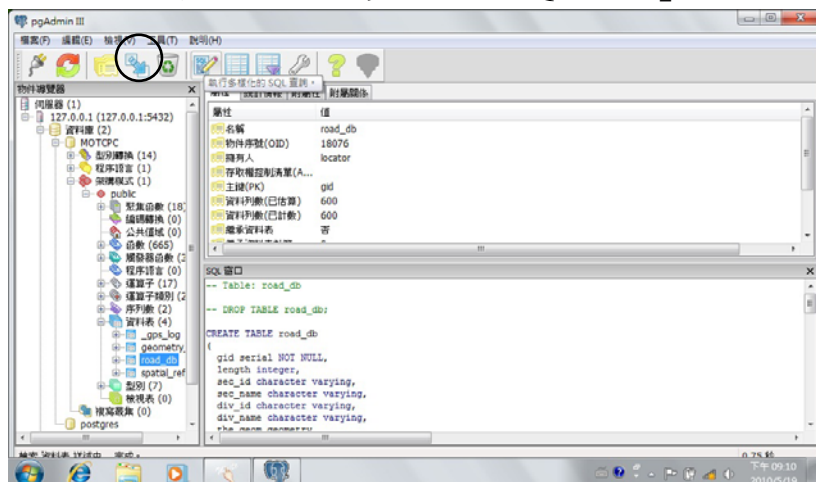 pgAdmin III
檔案(F) 編輯(E) 檢視(V) 工具(T) 說明(H)
執行多樣化的 SQL 查詢。
物件導覽器
附屬關係
伺服器 (1)
127.0.0.1 (127.0.0.1:5432)
資料庫 (2)
MOTCPC
型別轉換 (14)
程序語言 (1)
架構模式 (1)
public
聚集函數 (18)
編碼轉換 (0)
公共值域 (0)
函數 (665)
觸發器函數 (2
程序語言 (0)
運算子 (17)
運算子類別 (2
序列數 (2)
資料表 (4)
_gps_log
geometry_
road_db
spatial_ref
型別 (7)
檢視表 (0)
複寫叢集 (0)
postgres
屬性 值
名稱 road_db
物件序號(OID) 18076
擁有人 locator
存取權控制清單(A...
主鍵(PK) gid
資料列數(已估算) 600
資料列數(已計數) 600
繼承資料表 否
SQL 窗口
-- Table: road_db
-- DROP TABLE road_db;
CREATE TABLE road_db
(
gid serial NOT NULL,
length integer,
sec_id character varying,
sec_name character varying,
div_id character varying,
div_name character varying,
the_geom geometry
0.75 秒
下午 09:10
2010/5/19